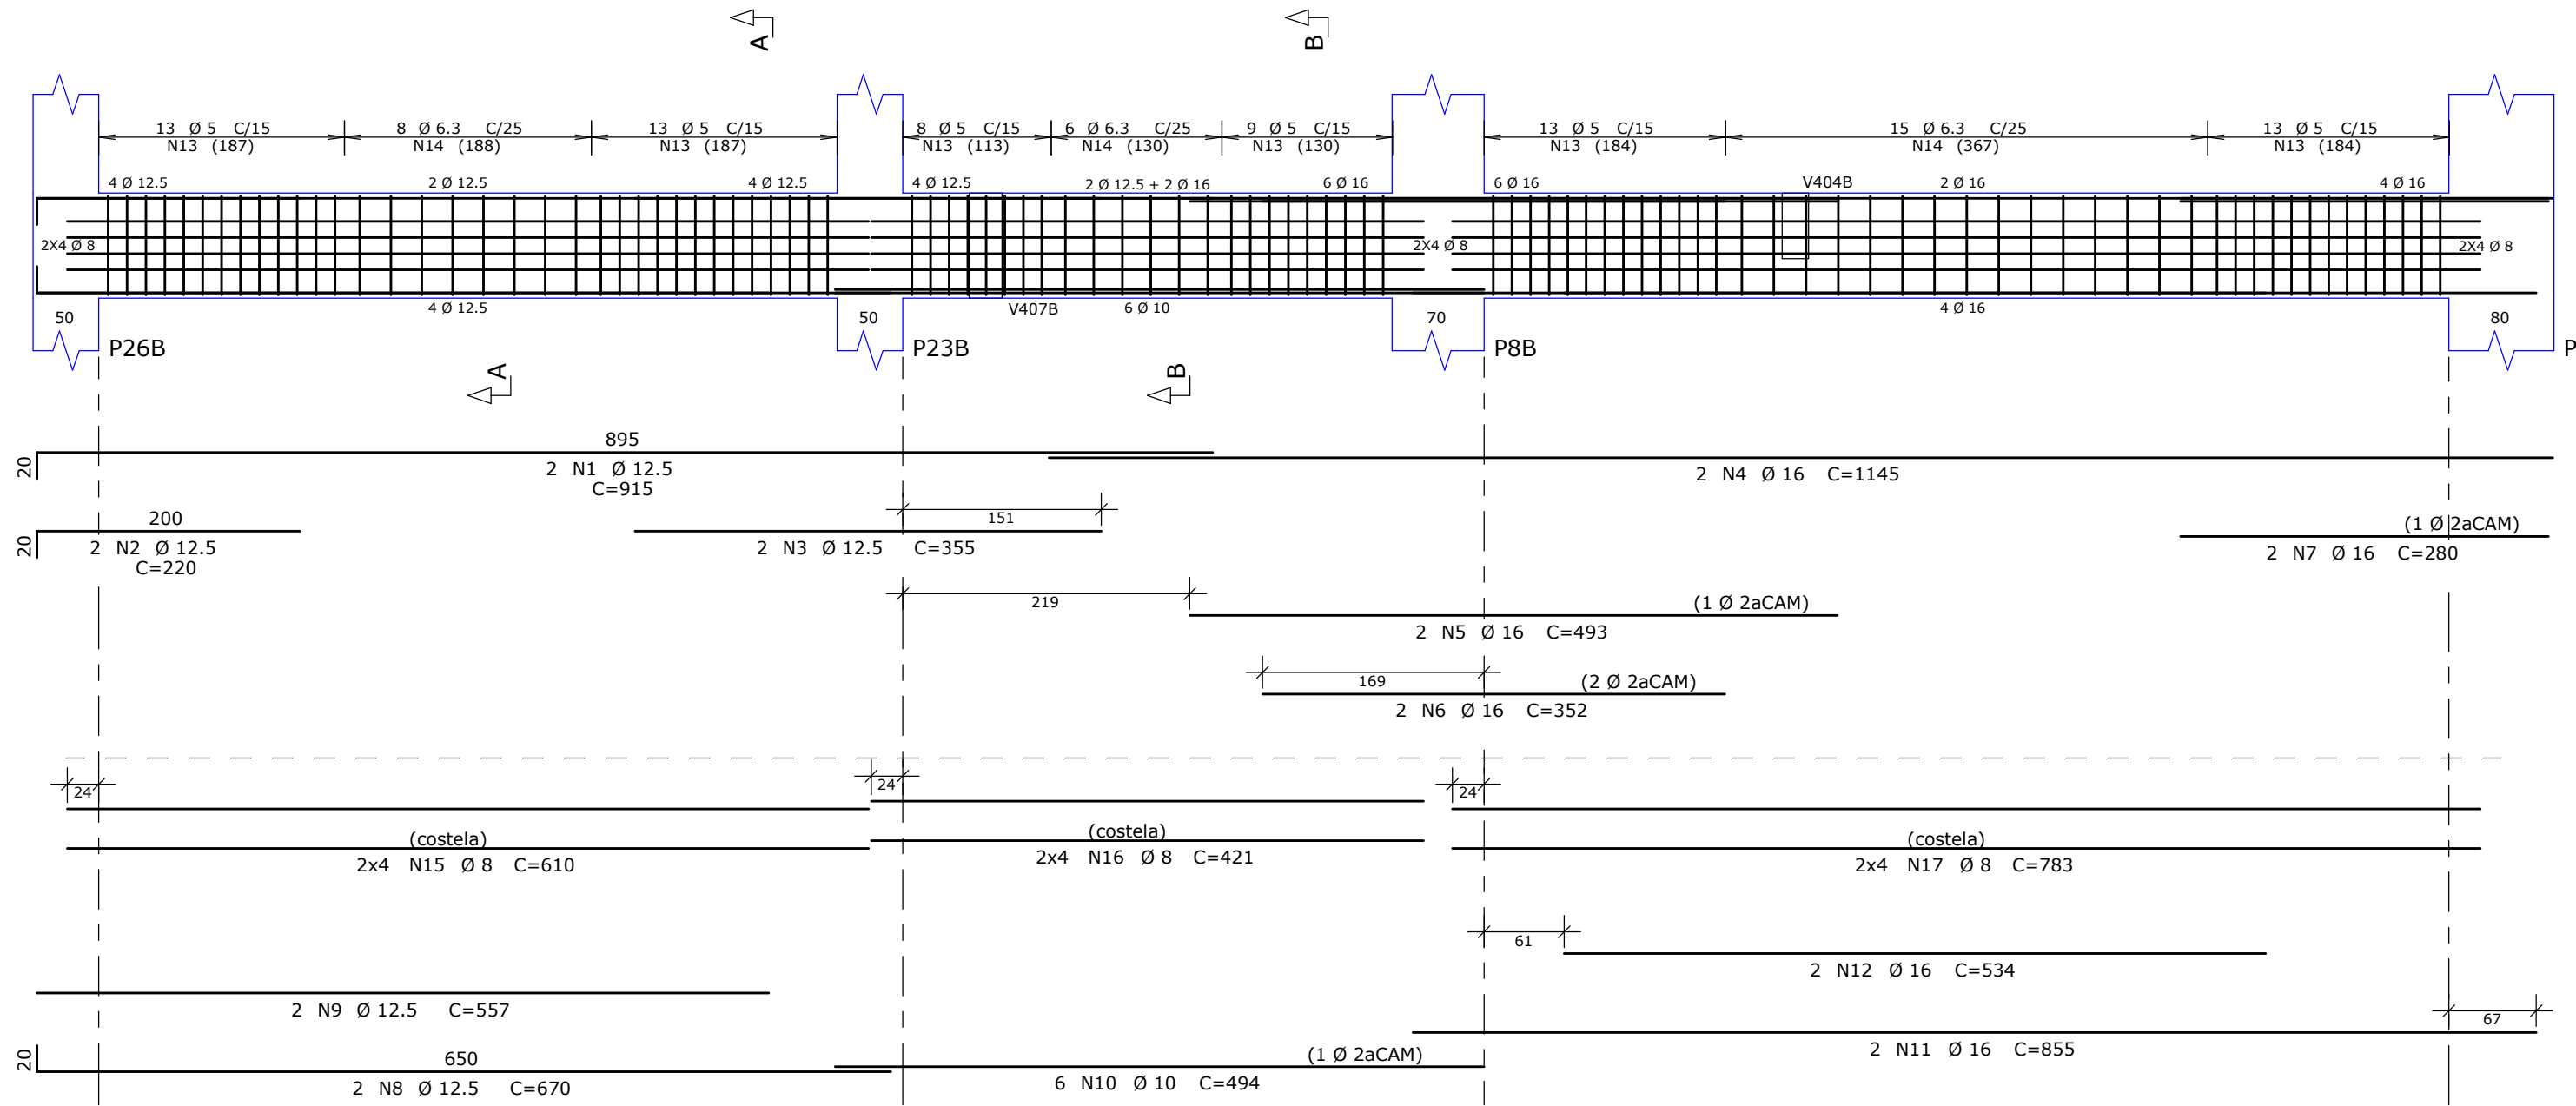 A
B
13 Ø 5 C/15
8 Ø 6.3 C/25
13 Ø 5 C/15
8 Ø 5 C/15
6 Ø 6.3 C/25
9 Ø 5 C/15
13 Ø 5 C/15
15 Ø 6.3 C/25
13 Ø 5 C/15
N13 (187)
N14 (188)
N13 (187)
N13 (113)
N14 (130)
N13 (130)
N13 (184)
N14 (367)
N13 (184)
4 Ø 12.5
2 Ø 12.5
4 Ø 12.5
4 Ø 12.5
2 Ø 12.5 + 2 Ø 16
6 Ø 16
6 Ø 16
V404B
2 Ø 16
4 Ø 16
2X4 Ø 8
2X4 Ø 8
2X4 Ø 8
4 Ø 12.5
V407B
6 Ø 10
4 Ø 16
50
50
70
80
P26B
P23B
P8B
P
A
B
895
20
2 N1 Ø 12.5
C=915
2 N4 Ø 16 C=1145
200
20
2 N2 Ø 12.5
C=220
151
2 N3 Ø 12.5 C=355
(1 Ø 2aCAM)
2 N7 Ø 16 C=280
219
(1 Ø 2aCAM)
2 N5 Ø 16 C=493
169
(2 Ø 2aCAM)
2 N6 Ø 16 C=352
24
24
24
(costela)
2x4 N15 Ø 8 C=610
(costela)
2x4 N16 Ø 8 C=421
(costela)
2x4 N17 Ø 8 C=783
61
2 N12 Ø 16 C=534
2 N9 Ø 12.5 C=557
67
2 N11 Ø 16 C=855
650
20
2 N8 Ø 12.5 C=670
(1 Ø 2aCAM)
6 N10 Ø 10 C=494